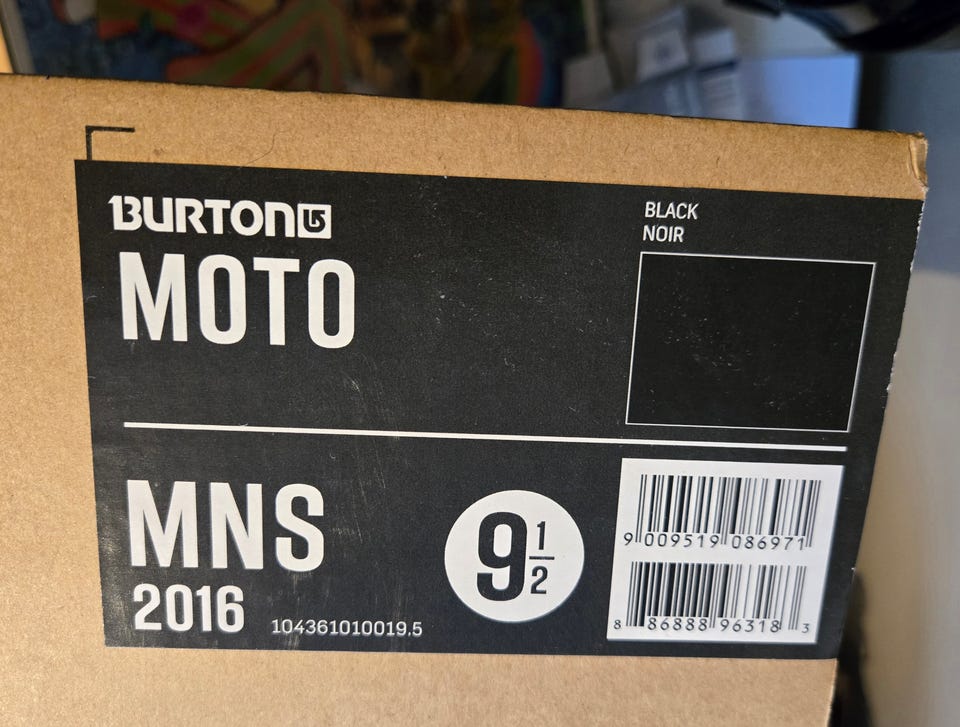 BURTON
MOTO
BLACK
NOIR
MNS
2016
104361010019.5
9 1/2
9 009519 086971
8 86888 96318 3